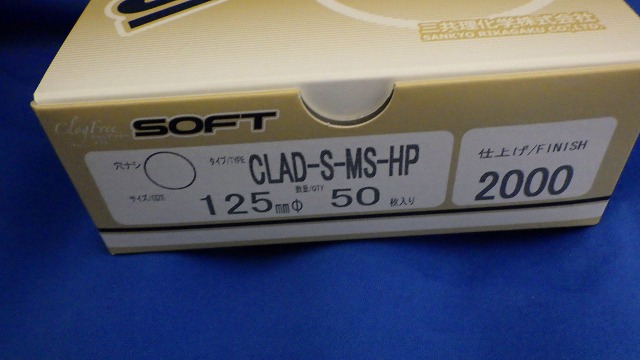 三共理化学株式会社
SANKYO RIKAGAKU CO.,LTD.
ClogFree
SOFT
穴ナシ
タイプ/TYPE CLAD-S-MS-HP
仕上げ/FINISH
サイズ/SIZE 125mmΦ 数量/QTY 50 枚入り
2000